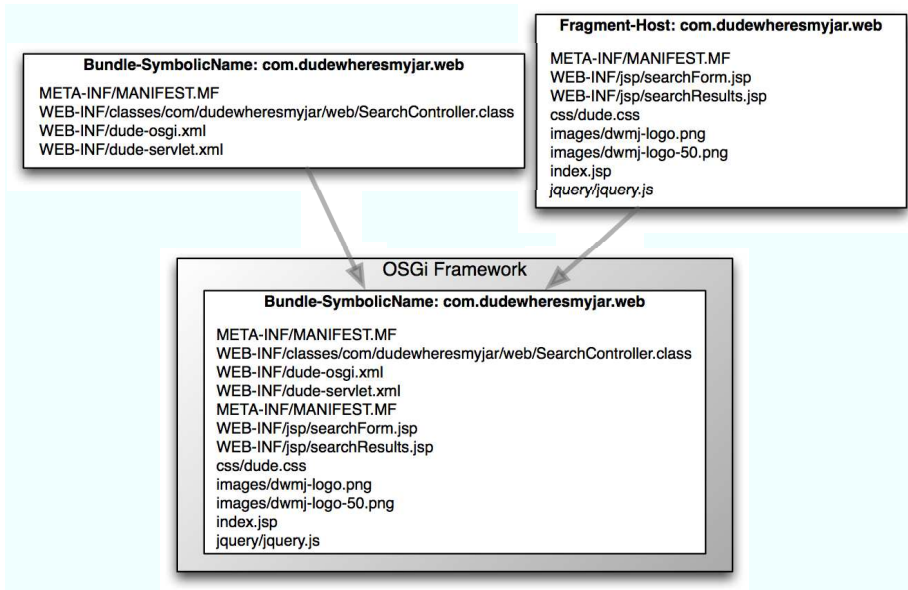 Bundle-SymbolicName: com.dudewheresmyjar.web
META-INF/MANIFEST.MF
WEB-INF/classes/com/dudewheresmyjar/web/SearchController.class
WEB-INF/dude-osgi.xml
WEB-INF/dude-servlet.xml
Fragment-Host: com.dudewheresmyjar.web
META-INF/MANIFEST.MF
WEB-INF/jsp/searchForm.jsp
WEB-INF/jsp/searchResults.jsp
css/dude.css
images/dwmj-logo.png
images/dwmj-logo-50.png
index.jsp
jquery/jquery.js
OSGi Framework
Bundle-SymbolicName: com.dudewheresmyjar.web
META-INF/MANIFEST.MF
WEB-INF/classes/com/dudewheresmyjar/web/SearchController.class
WEB-INF/dude-osgi.xml
WEB-INF/dude-servlet.xml
META-INF/MANIFEST.MF
WEB-INF/jsp/searchForm.jsp
WEB-INF/jsp/searchResults.jsp
css/dude.css
images/dwmj-logo.png
images/dwmj-logo-50.png
index.jsp
jquery/jquery.js